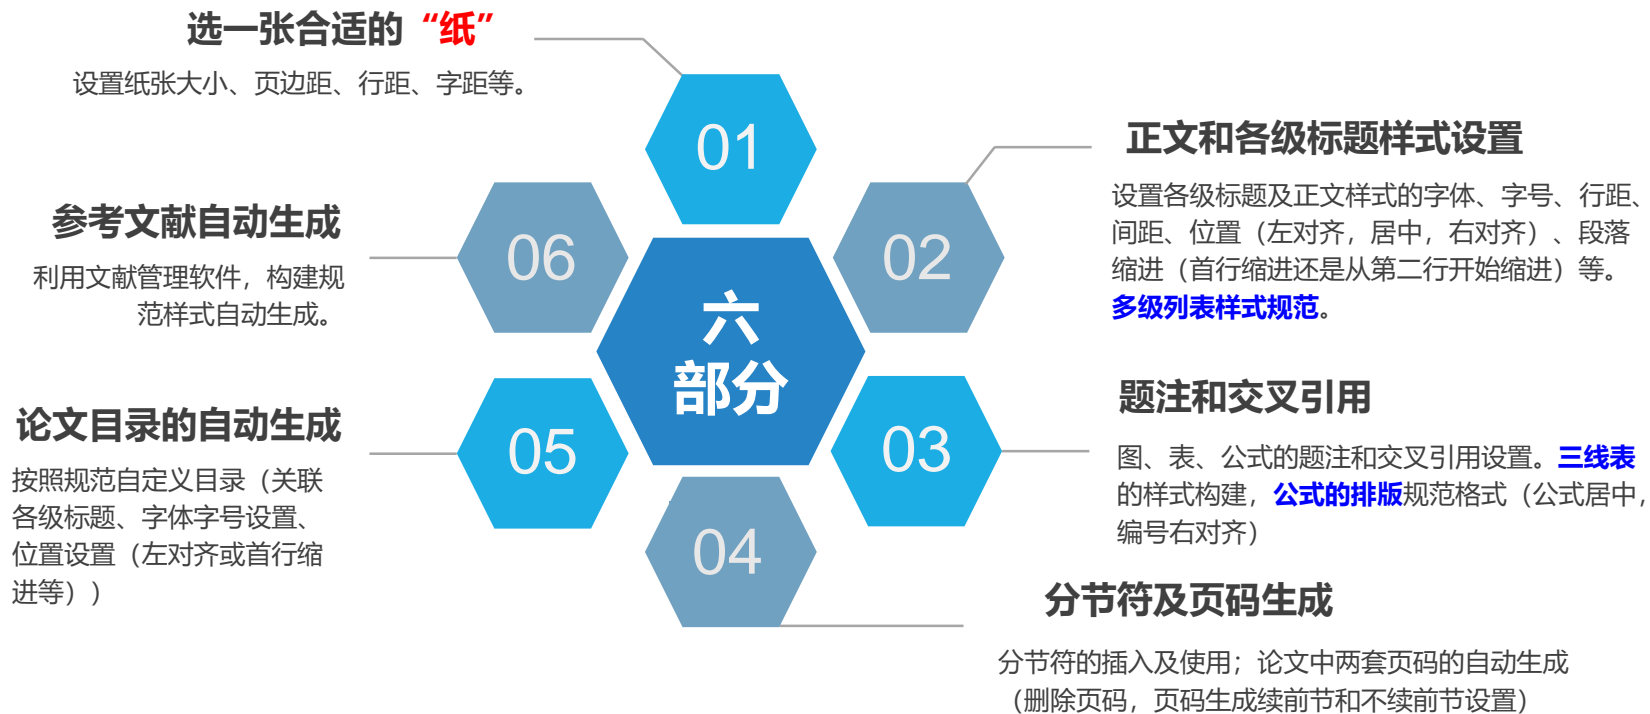 选一张合适的“纸”
设置纸张大小、页边距、行距、字距等。
01
正文和各级标题样式设置
设置各级标题及正文样式的字体、字号、行距、
间距、位置（左对齐，居中，右对齐）、段落
缩进（首行缩进还是从第二行开始缩进）等。
多级列表样式规范。
02
题注和交叉引用
图、表、公式的题注和交叉引用设置。三线表
的样式构建，公式的排版规范格式（公式居中，
编号右对齐）
03
分节符及页码生成
分节符的插入及使用；论文中两套页码的自动生成
（删除页码，页码生成续前节和不续前节设置）
04
论文目录的自动生成
按照规范自定义目录（关联
各级标题、字体字号设置、
位置设置（左对齐或首行缩
进等））
05
参考文献自动生成
利用文献管理软件，构建规
范样式自动生成。
06
六
部分